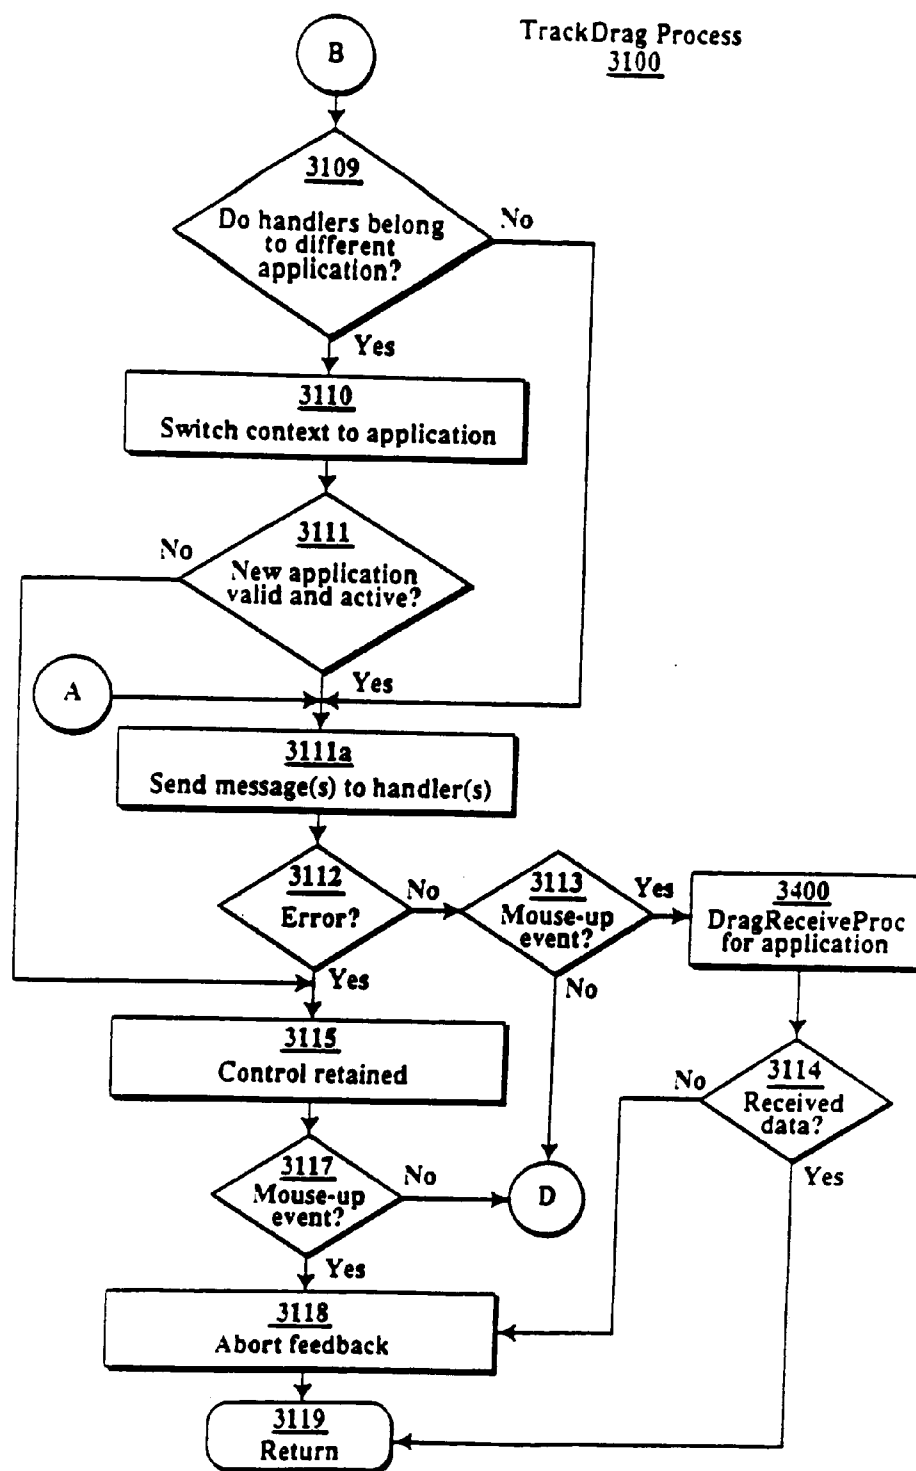 TrackDrag Process
3100
B
3109
Do handlers belong
to different
application?
No
Yes
3110
Switch context to application
3111
New application
valid and active?
No
Yes
A
3111a
Send message(s) to handler(s)
3112
Error?
No
Yes
3113
Mouse-up
event?
Yes
No
3400
DragReceiveProc
for application
3115
Control retained
3114
Received
data?
No
Yes
3117
Mouse-up
event?
No
Yes
D
3118
Abort feedback
3119
Return